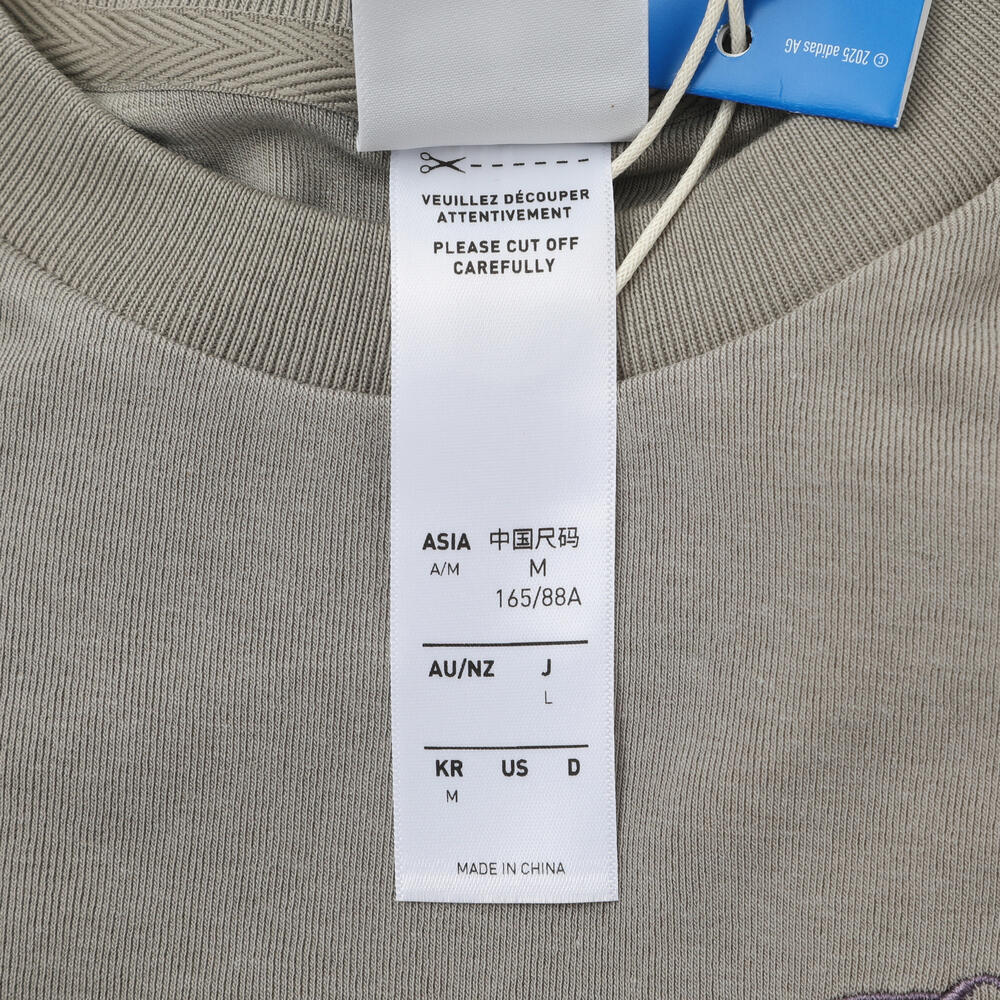 © 2025 adidas AG
VEUILLEZ DÉCOUPER
ATTENTIVEMENT
PLEASE CUT OFF
CAREFULLY
ASIA 中国尺码
A/M M
165/88A
AU/NZ J
L
KR US D
M
MADE IN CHINA